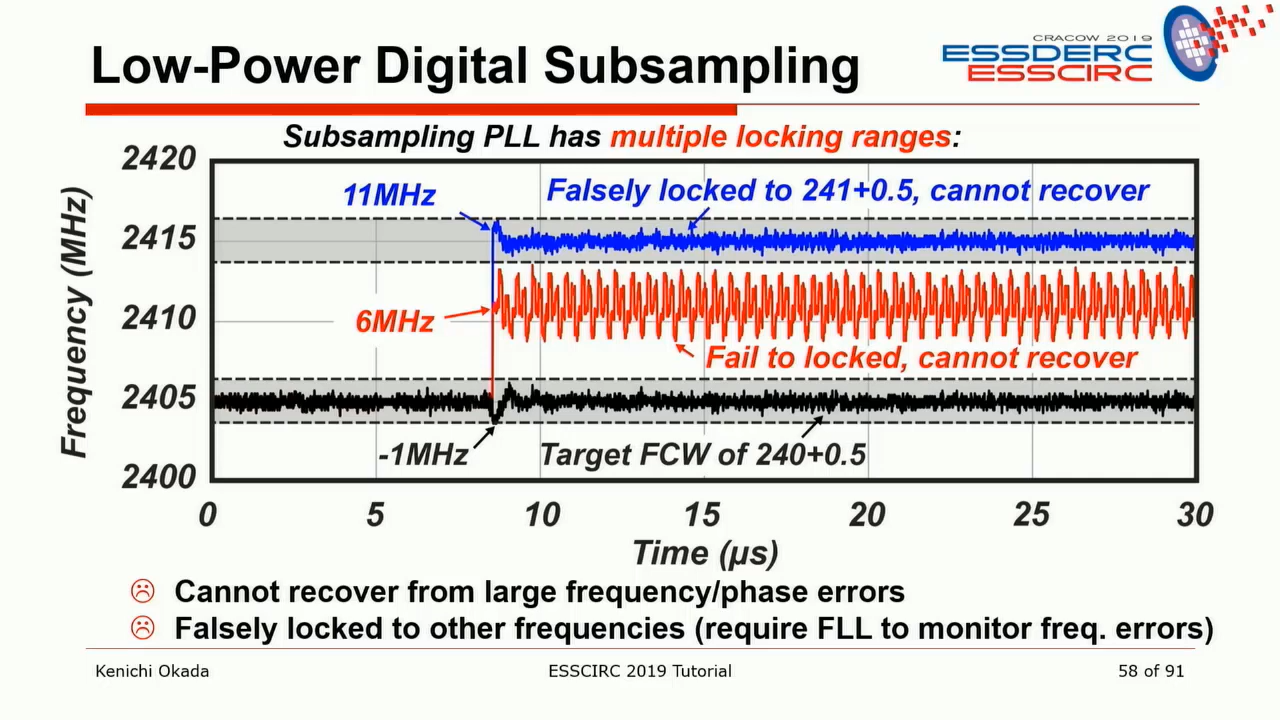 Low-Power Digital Subsampling
CRACOW 2019
ESSDERC
ESSCIRC
Subsampling PLL has multiple locking ranges:
2420
2415
2410
2405
2400
Frequency (MHz)
11MHz
Falsely locked to 241+0.5, cannot recover
6MHz
Fail to locked, cannot recover
-1MHz
Target FCW of 240+0.5
0 5 10 15 20 25 30
Time (μs)
☹ Cannot recover from large frequency/phase errors
☹ Falsely locked to other frequencies (require FLL to monitor freq. errors)
Kenichi Okada ESSCIRC 2019 Tutorial 58 of 91